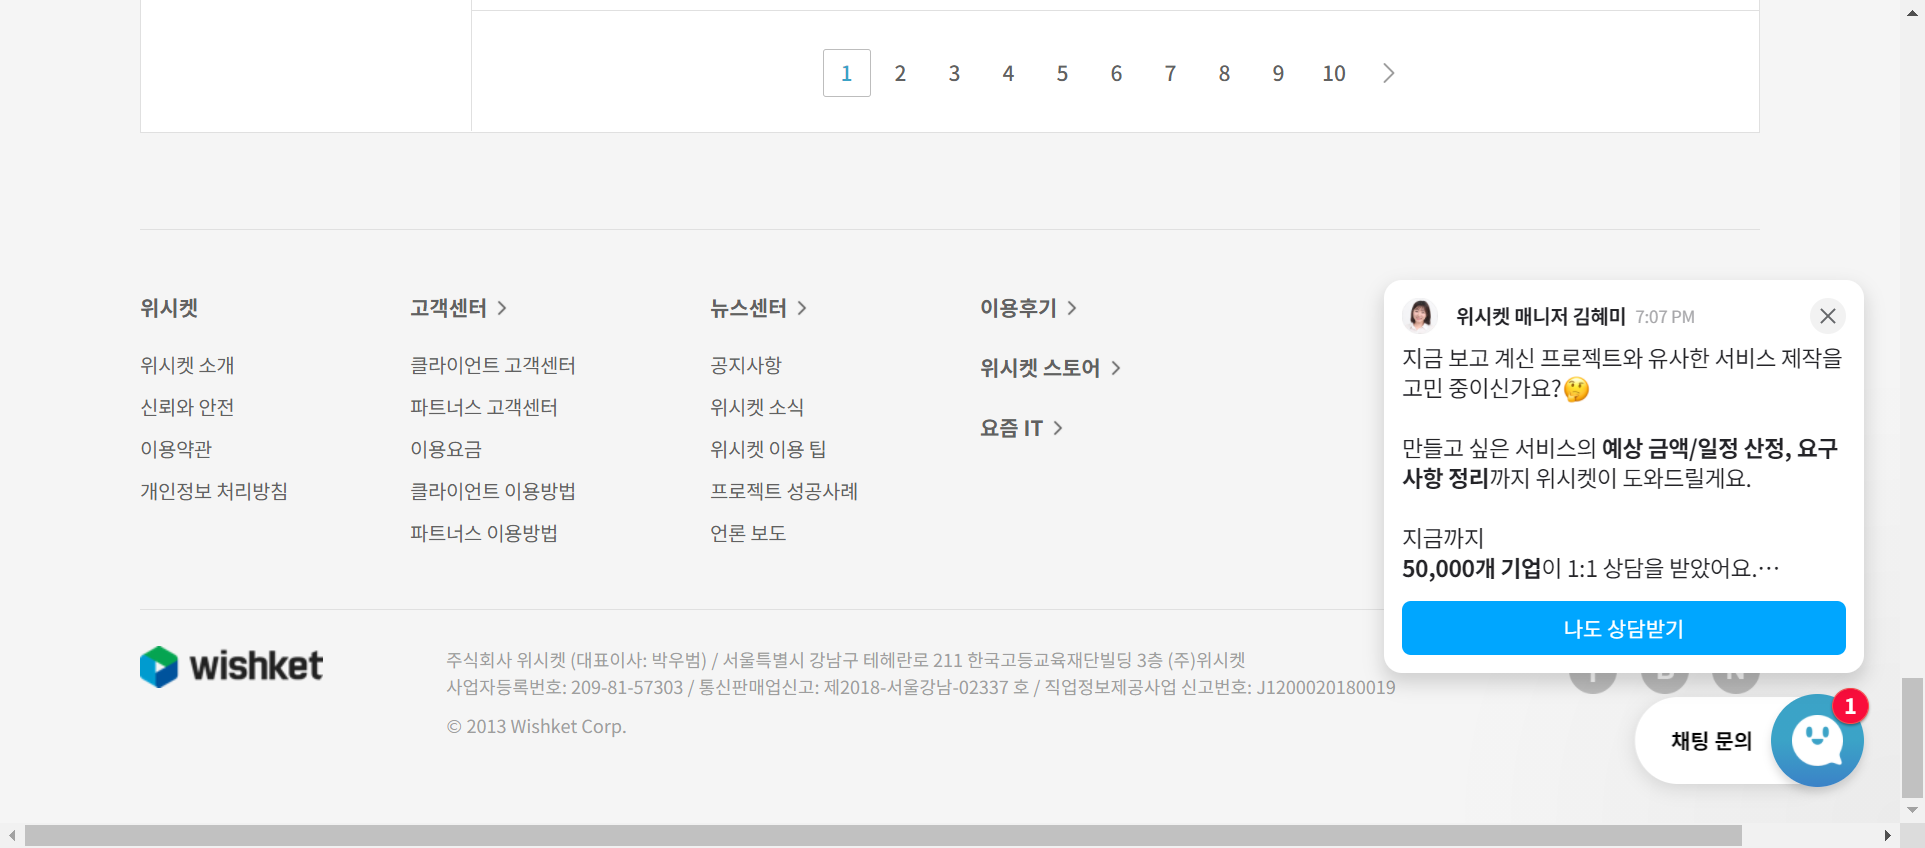 1 2 3 4 5 6 7 8 9 10
위시켓
위시켓 소개
신뢰와 안전
이용약관
개인정보 처리방침
고객센터
클라이언트 고객센터
파트너스 고객센터
이용요금
클라이언트 이용방법
파트너스 이용방법
뉴스센터
공지사항
위시켓 소식
위시켓 이용 팁
프로젝트 성공사례
언론 보도
이용후기
위시켓 스토어
요즘 IT
위시켓 매니저 김혜미 7:07 PM
지금 보고 계신 프로젝트와 유사한 서비스 제작을
고민 중이신가요?🤔
만들고 싶은 서비스의 예상 금액/일정 산정, 요구
사항 정리까지 위시켓이 도와드릴게요.
지금까지
50,000개 기업이 1:1 상담을 받았어요.…
나도 상담받기
wishket
주식회사 위시켓 (대표이사: 박우범) / 서울특별시 강남구 테헤란로 211 한국고등교육재단빌딩 3층 (주)위시켓
사업자등록번호: 209-81-57303 / 통신판매업신고: 제2018-서울강남-02337 호 / 직업정보제공사업 신고번호: J1200020180019
© 2013 Wishket Corp.
채팅 문의
1